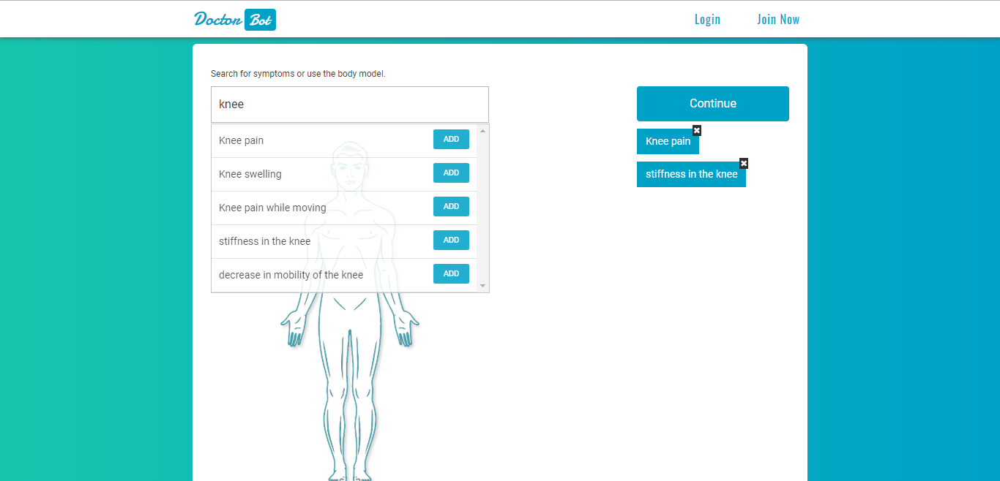 Doctor Bot
Login
Join Now
Search for symptoms or use the body model.
knee
Knee pain
ADD
Knee swelling
ADD
Knee pain while moving
ADD
stiffness in the knee
ADD
decrease in mobility of the knee
ADD
Continue
Knee pain
stiffness in the knee